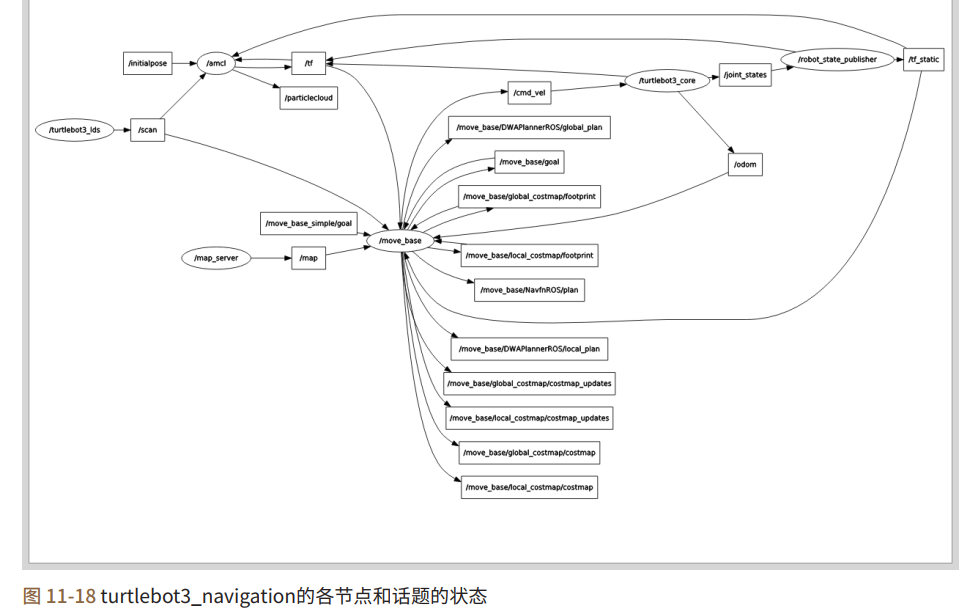 /tf_static
/robot_state_publisher
/initialpose
/amcl
/tf
/joint_states
/turtlebot3_core
/cmd_vel
/particlecloud
/move_base/DWAPlannerROS/global_plan
/turtlebot3_lds
/scan
/move_base/goal
/odom
/move_base/global_costmap/footprint
/move_base_simple/goal
/move_base
/map_server
/map
/move_base/local_costmap/footprint
/move_base/NavfnROS/plan
/move_base/DWAPlannerROS/local_plan
/move_base/global_costmap/costmap_updates
/move_base/local_costmap/costmap_updates
/move_base/global_costmap/costmap
/move_base/local_costmap/costmap
图 11-18 turtlebot3_navigation的各节点和话题的状态